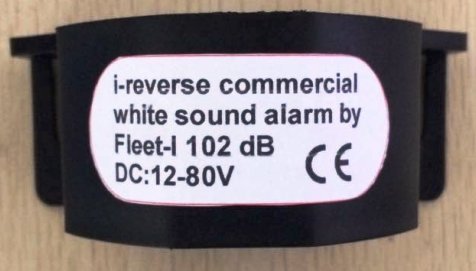 i-reverse commercial
white sound alarm by
Fleet-I 102 dB
DC:12-80V CE